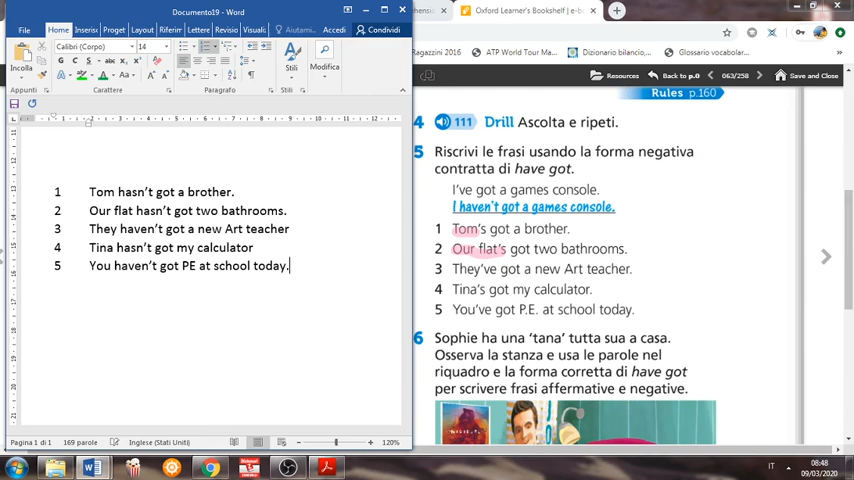 Documento19 - Word
File
Home
Inseris
Proget
Layout
Lettere
Revisio
Visuali
Aiutami...
Accedi
Condividi
Calibri (Corpo)
14
Incolla
Modifica
Stili
Appunti
Carattere
Paragrafo
Stili
1 Tom hasn't got a brother.
2 Our flat hasn't got two bathrooms.
3 They haven't got a new Art teacher
4 Tina hasn't got my calculator
5 You haven't got PE at school today.
Pagina 1 di 1
169 parole
Inglese (Stati Uniti)
120%
Oxford Learner's Bookshelf | e-b
Ragazzini 2016
ATP World Tour Ma...
Dizionario bilancio,...
Glossario vocabolar...
Resources
Back to p.0
063/258
Save and Close
Rules p.160
4 111 Drill Ascolta e ripeti.
5 Riscrivi le frasi usando la forma negativa
contratta di have got.
I've got a games console.
I haven't got a games console.
1 Tom's got a brother.
2 Our flat's got two bathrooms.
3 They've got a new Art teacher.
4 Tina's got my calculator.
5 You've got P.E. at school today.
6 Sophie ha una 'tana' tutta sua a casa.
Osserva la stanza e usa le parole nel
riquadro e la forma corretta di have got
per scrivere frasi affermative e negative.
IT
08:48
09/03/2020